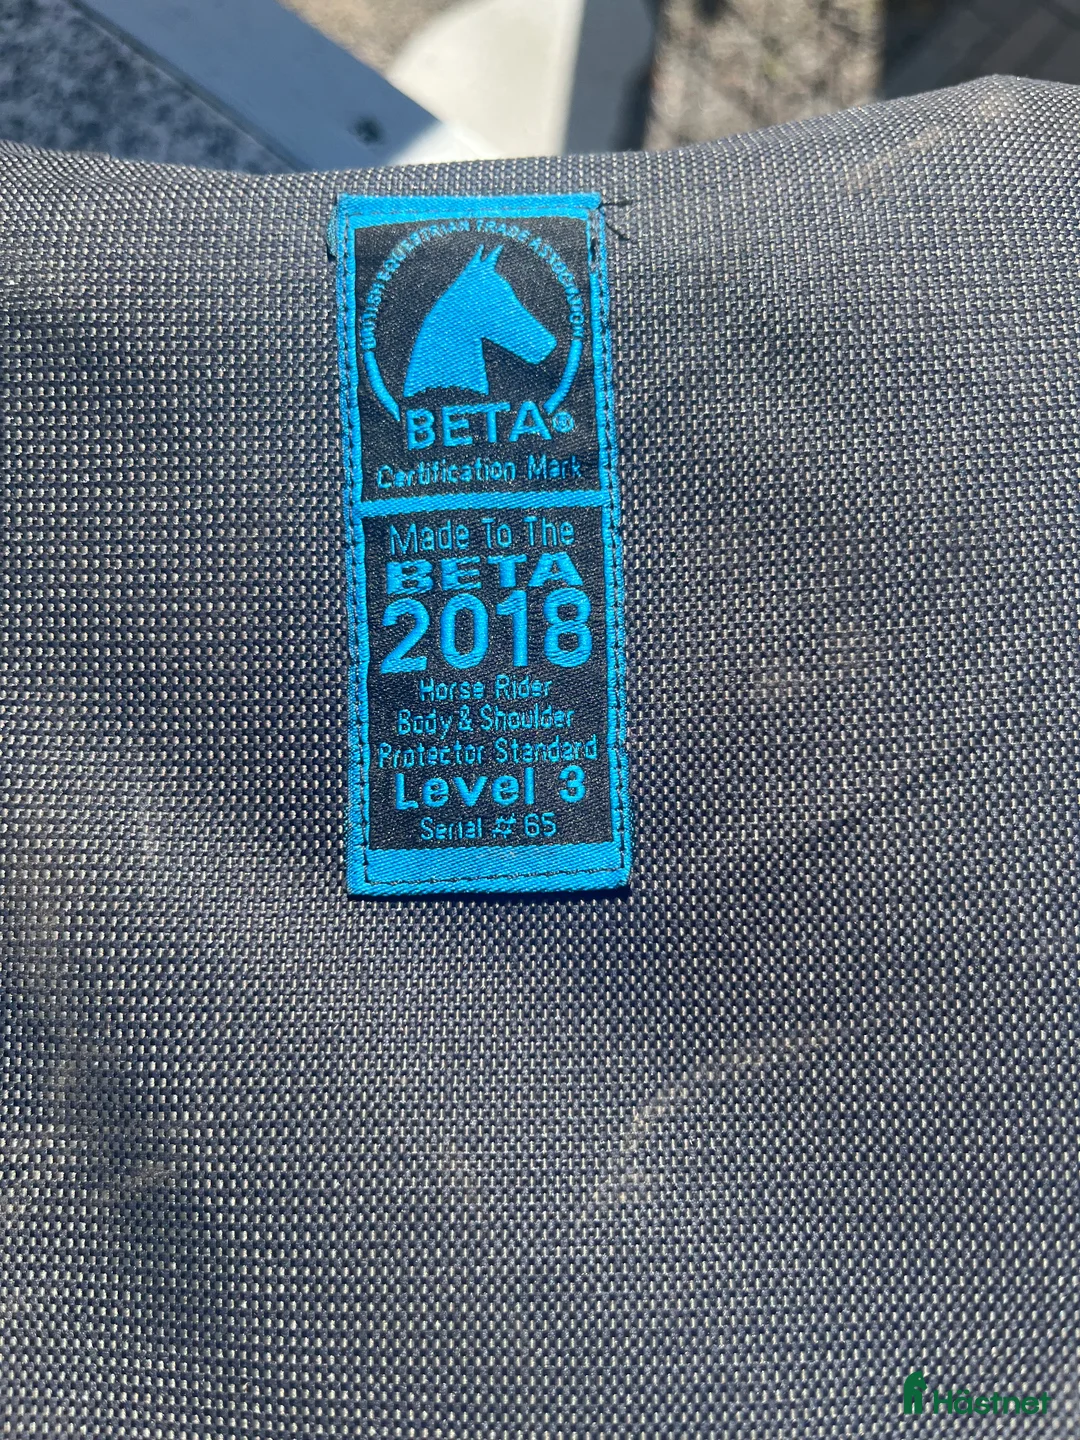 BRITISH EQUESTRIAN TRADE ASSOCIATION
BETA®
Certification Mark
Made To The
BETA
2018
Horse Rider
Body & Shoulder
Protector Standard
Level 3
Serial # 65
Hästnet